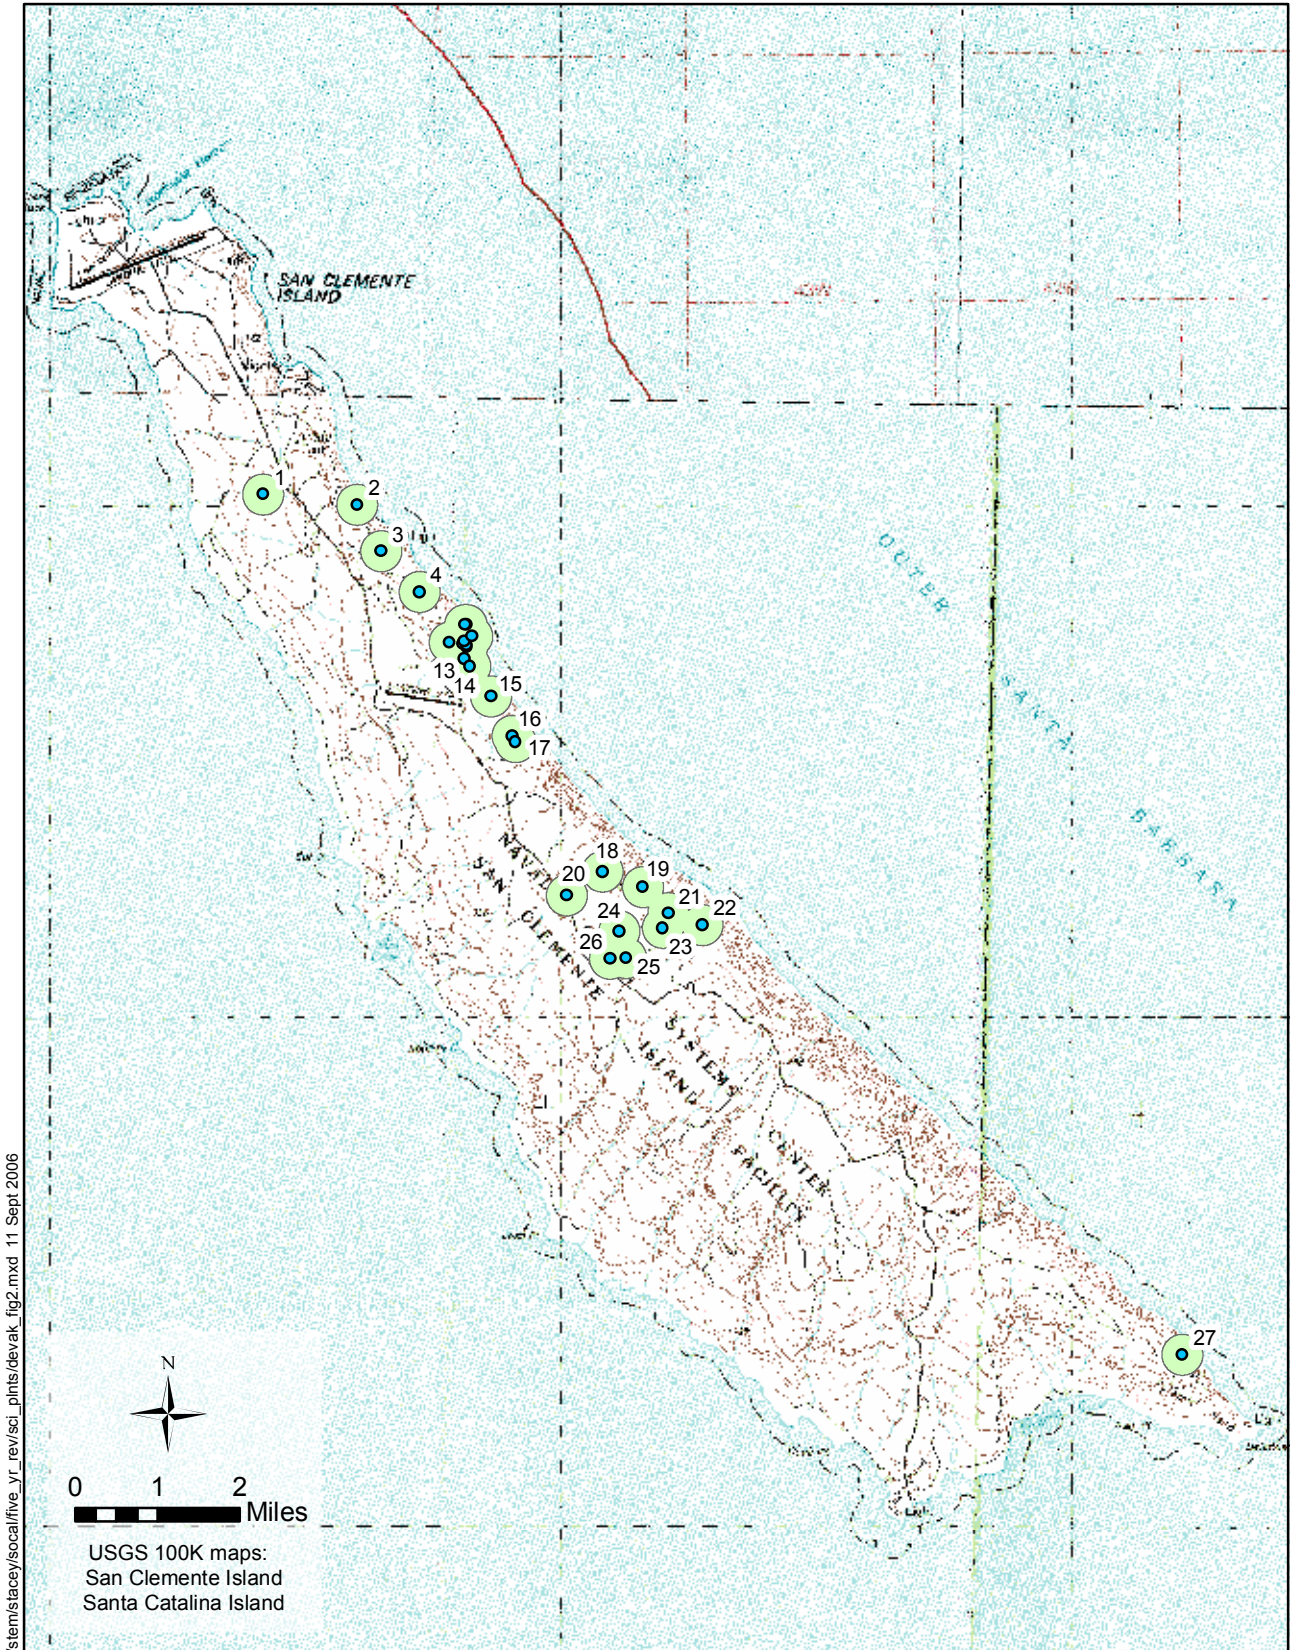 SAN CLEMENTE
ISLAND
1
2
3
4
13
14
15
16
17
18
19
20
21
22
23
24
25
26
27
OUTER
SANTA
NAVAL
SAN CLEMENTE
SYSTEMS
ISLAND
CENTER
FACILITY
N
0 1 2
Miles
USGS 100K maps:
San Clemente Island
Santa Catalina Island
stem/stacey/socal/five_yr_rev/sci_plnts/devak_fig2.mxd 11 Sept 2006